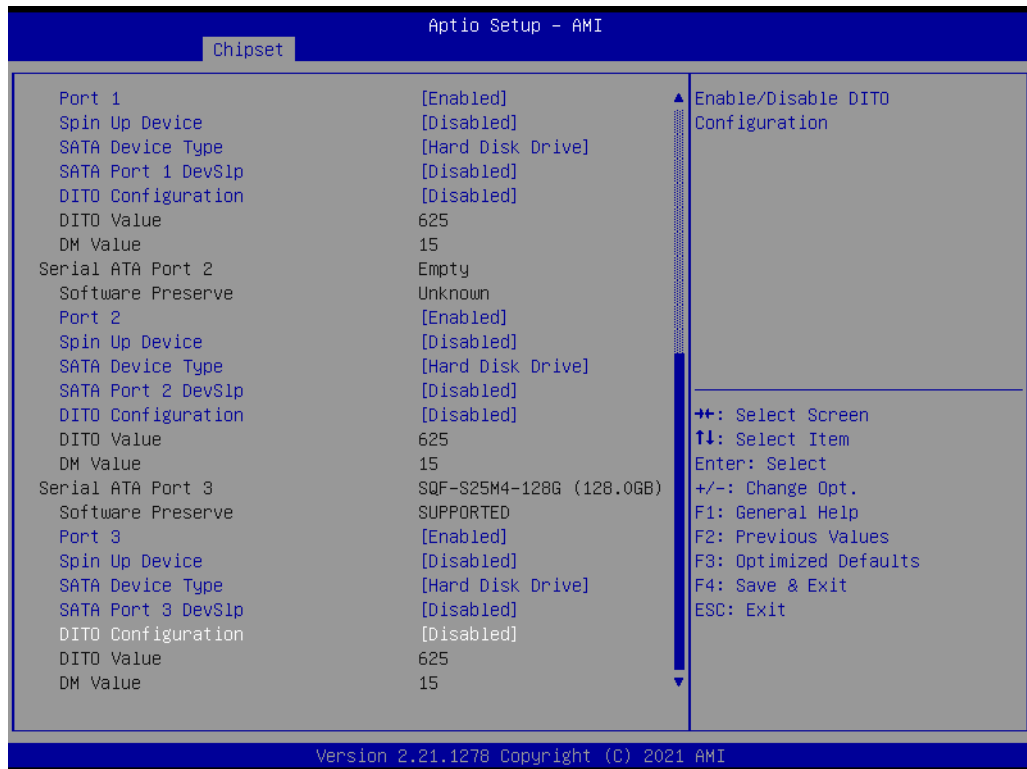 Aptio Setup – AMI
Chipset
Port 1 [Enabled]
Spin Up Device [Disabled]
SATA Device Type [Hard Disk Drive]
SATA Port 1 DevSlp [Disabled]
DITO Configuration [Disabled]
DITO Value 625
DM Value 15
Serial ATA Port 2 Empty
Software Preserve Unknown
Port 2 [Enabled]
Spin Up Device [Disabled]
SATA Device Type [Hard Disk Drive]
SATA Port 2 DevSlp [Disabled]
DITO Configuration [Disabled]
DITO Value 625
DM Value 15
Serial ATA Port 3 SQF-S25M4-128G (128.0GB)
Software Preserve SUPPORTED
Port 3 [Enabled]
Spin Up Device [Disabled]
SATA Device Type [Hard Disk Drive]
SATA Port 3 DevSlp [Disabled]
DITO Configuration [Disabled]
DITO Value 625
DM Value 15
Enable/Disable DITO
Configuration
→←: Select Screen
↑↓: Select Item
Enter: Select
+/-: Change Opt.
F1: General Help
F2: Previous Values
F3: Optimized Defaults
F4: Save & Exit
ESC: Exit
Version 2.21.1278 Copyright (C) 2021 AMI